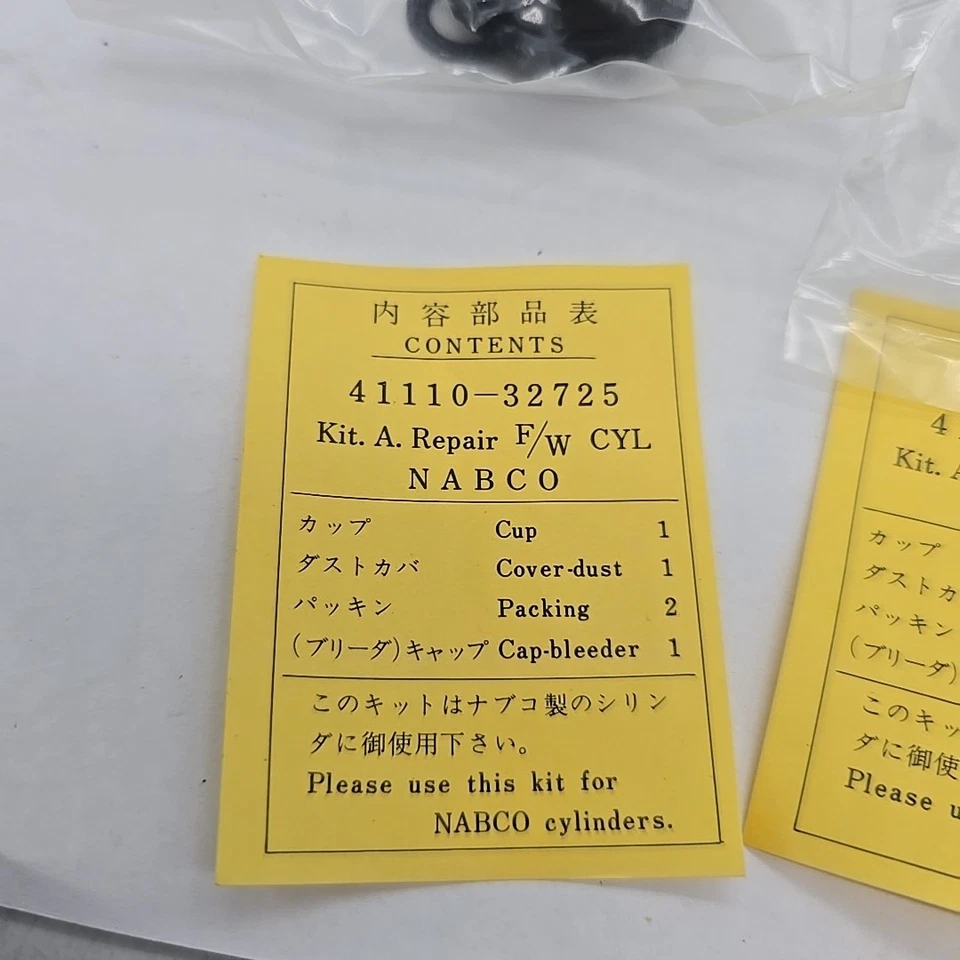 内容部品表
CONTENTS
41110-32725
Kit. A. Repair F/W CYL
NABCO
カップ Cup 1
ダストカバ Cover-dust 1
パッキン Packing 2
(ブリーダ)キャップ Cap-bleeder 1
このキットはナブコ製のシリン
ダに御使用下さい。
Please use this kit for
NABCO cylinders.
4
Kit.
カップ
ダストカ
パッキン
(ブリーダ)
このキッ
ダに御使
Please u